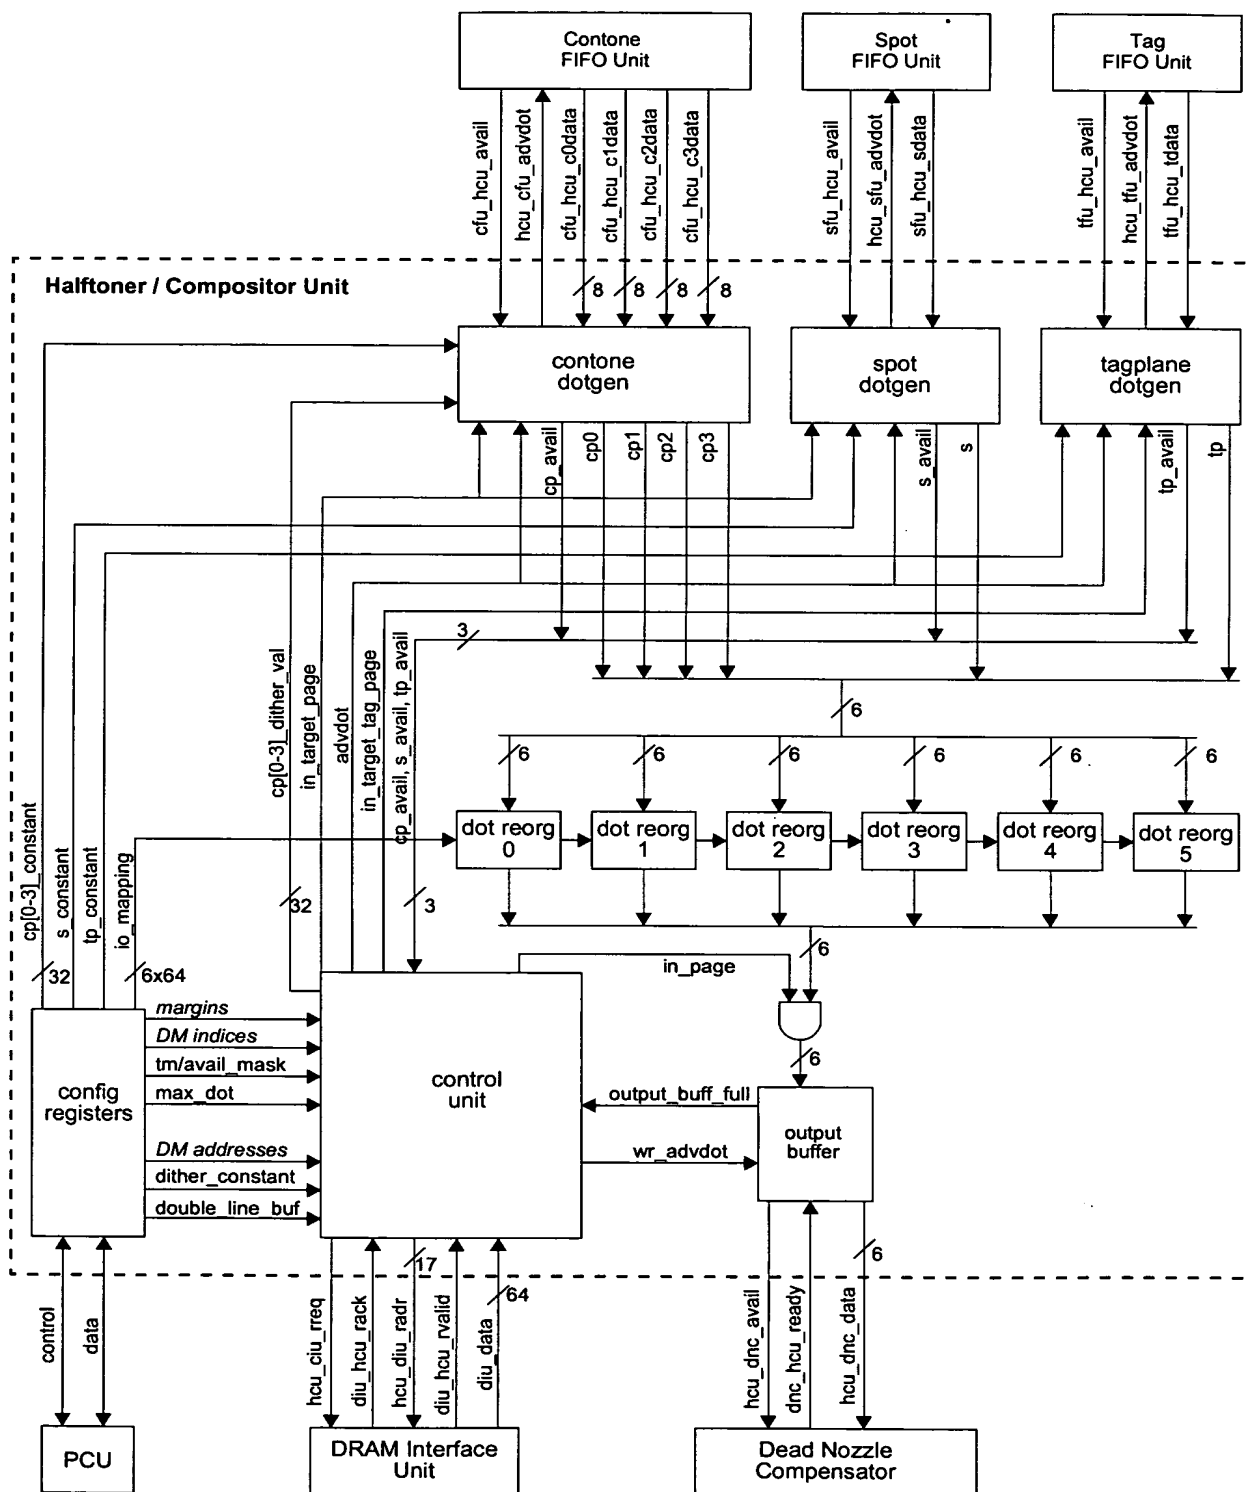 Contone
FIFO Unit
Spot
FIFO Unit
Tag
FIFO Unit
cfu_hcu_avail
hcu_cfu_advdot
cfu_hcu_c0data
cfu_hcu_c1data
cfu_hcu_c2data
cfu_hcu_c3data
sfu_hcu_avail
hcu_sfu_advdot
sfu_hcu_sdata
tfu_hcu_avail
hcu_tfu_advdot
tfu_hcu_tdata
Halftoner / Compositor Unit
8
8
8
8
contone
dotgen
spot
dotgen
tagplane
dotgen
cp_avail
cp0
cp1
cp2
cp3
s_avail
s
tp_avail
tp
3
6
6
6
6
6
6
6
cp[0-3]_dither_val
in_target_page
advdot
in_target_tag_page
cp_avail, s_avail, tp_avail
dot reorg
0
dot reorg
1
dot reorg
2
dot reorg
3
dot reorg
4
dot reorg
5
cp[0-3]_constant
s_constant
tp_constant
io_mapping
32
6x64
32
3
6
in_page
6
margins
DM indices
tm/avail_mask
max_dot
DM addresses
dither_constant
double_line_buf
config
registers
control
unit
output_buff_full
wr_advdot
output
buffer
17
64
6
control
data
hcu_ciu_rreq
diu_hcu_rack
hcu_diu_radr
diu_hcu_rvalid
diu_data
hcu_dnc_avail
dnc_hcu_ready
hcu_dnc_data
PCU
DRAM Interface
Unit
Dead Nozzle
Compensator